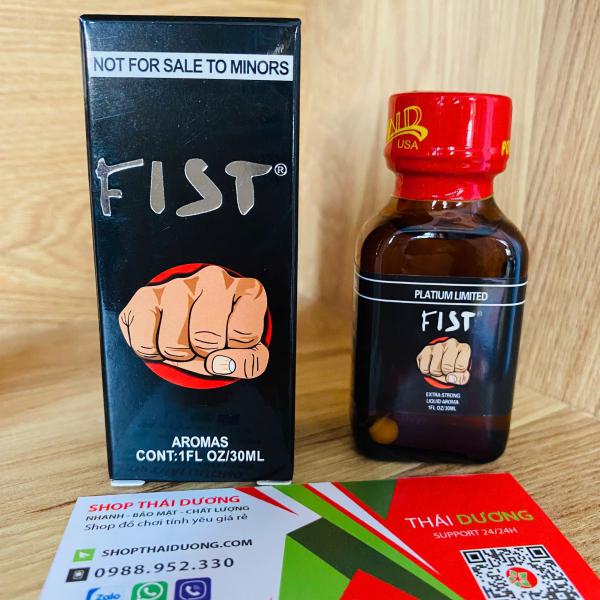 NOT FOR SALE TO MINORS
FIST®
AROMAS
CONT:1FL OZ/30ML
USA
PLATIUM LIMITED
FIST®
EXTRA STRONG
LIQUID AROMA
1FL OZ/30ML
SHOP THÁI DƯƠNG
NHANH - BẢO MẬT - CHẤT LƯỢNG
Shop đồ chơi tình yêu giá rẻ
SHOPTHAIDUONG.COM
0988.952.330
Zalo
THÁI DƯƠNG
SUPPORT 24/24H